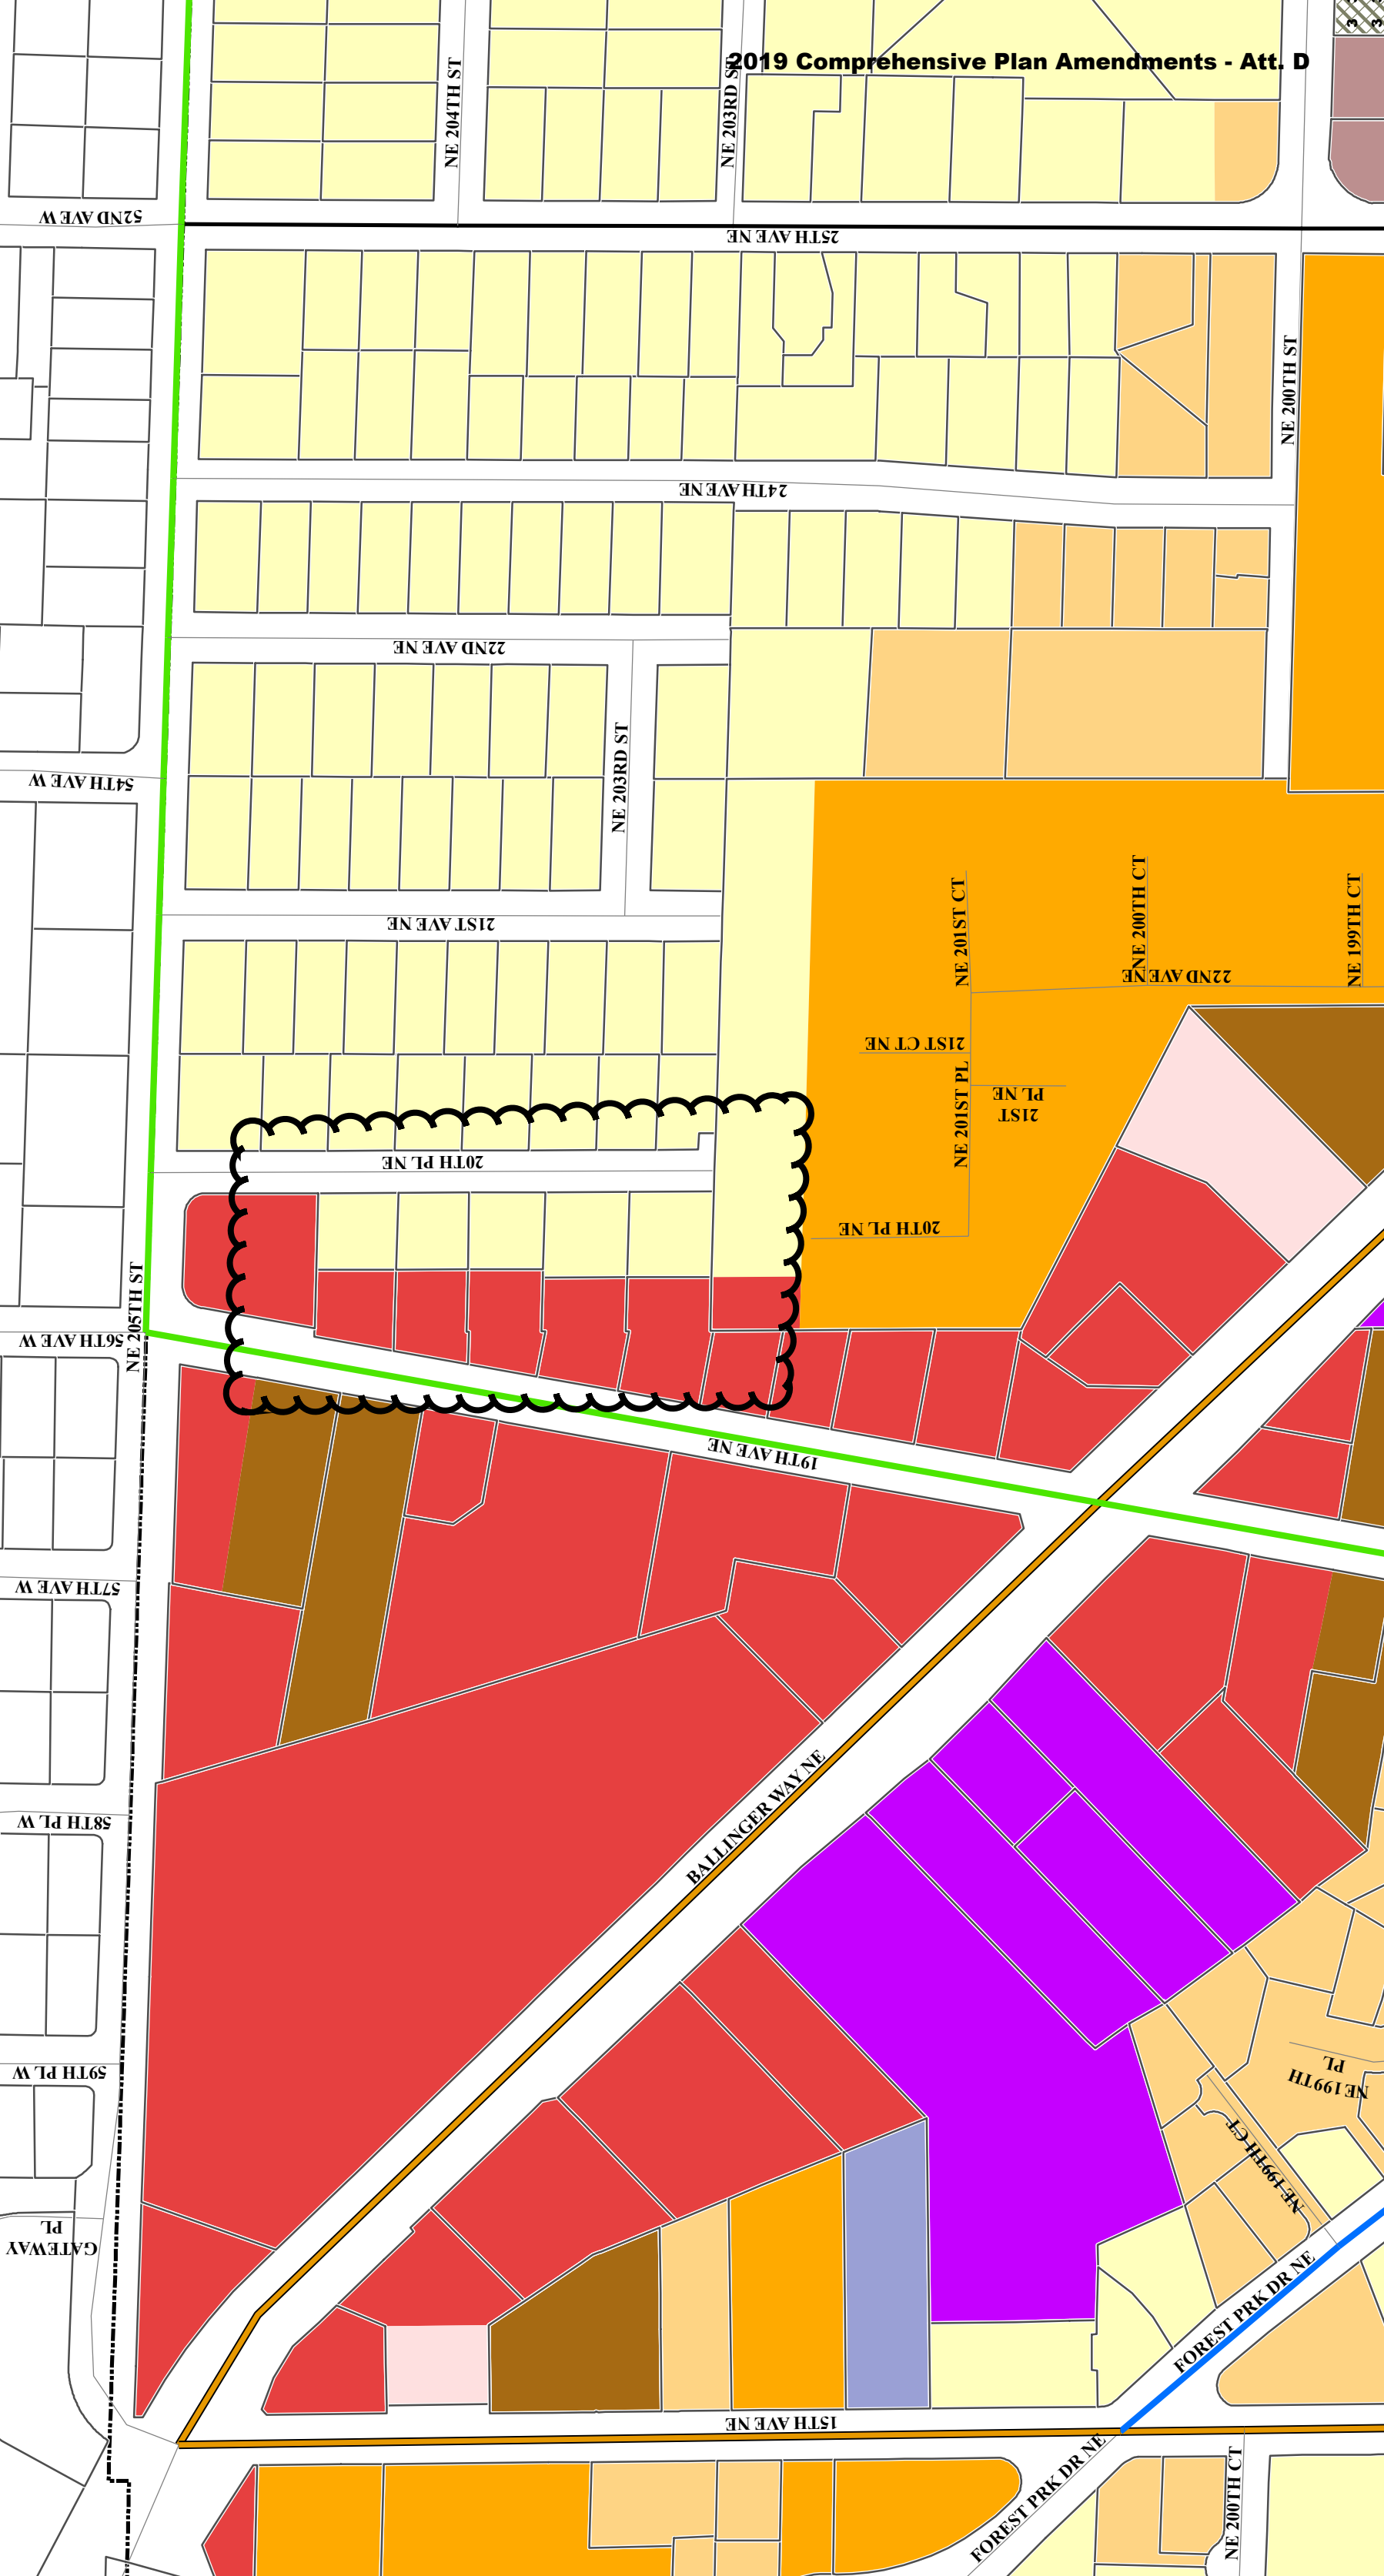 3 3
2019 Comprehensive Plan Amendments - Att. D
NE 204TH ST
NE 203RD ST
52ND AVE W
25TH AVE NE
NE 200TH ST
24TH AVE NE
22ND AVE NE
NE 203RD ST
54TH AVE W
NE 201ST CT
NE 200TH CT
NE 199TH CT
21ST AVE NE
22ND AVE NE
21ST CT NE
NE 201ST PL
21ST
PL NE
20TH PL NE
20TH PL NE
NE 205TH ST
56TH AVE W
19TH AVE NE
57TH AVE W
BALLINGER WAY NE
58TH PL W
59TH PL W
NE 199TH
PL
NE 199TH CT
GATEWAY
PL
FOREST PRK DR NE
15TH AVE NE
FOREST PRK DR NE
NE 200TH CT